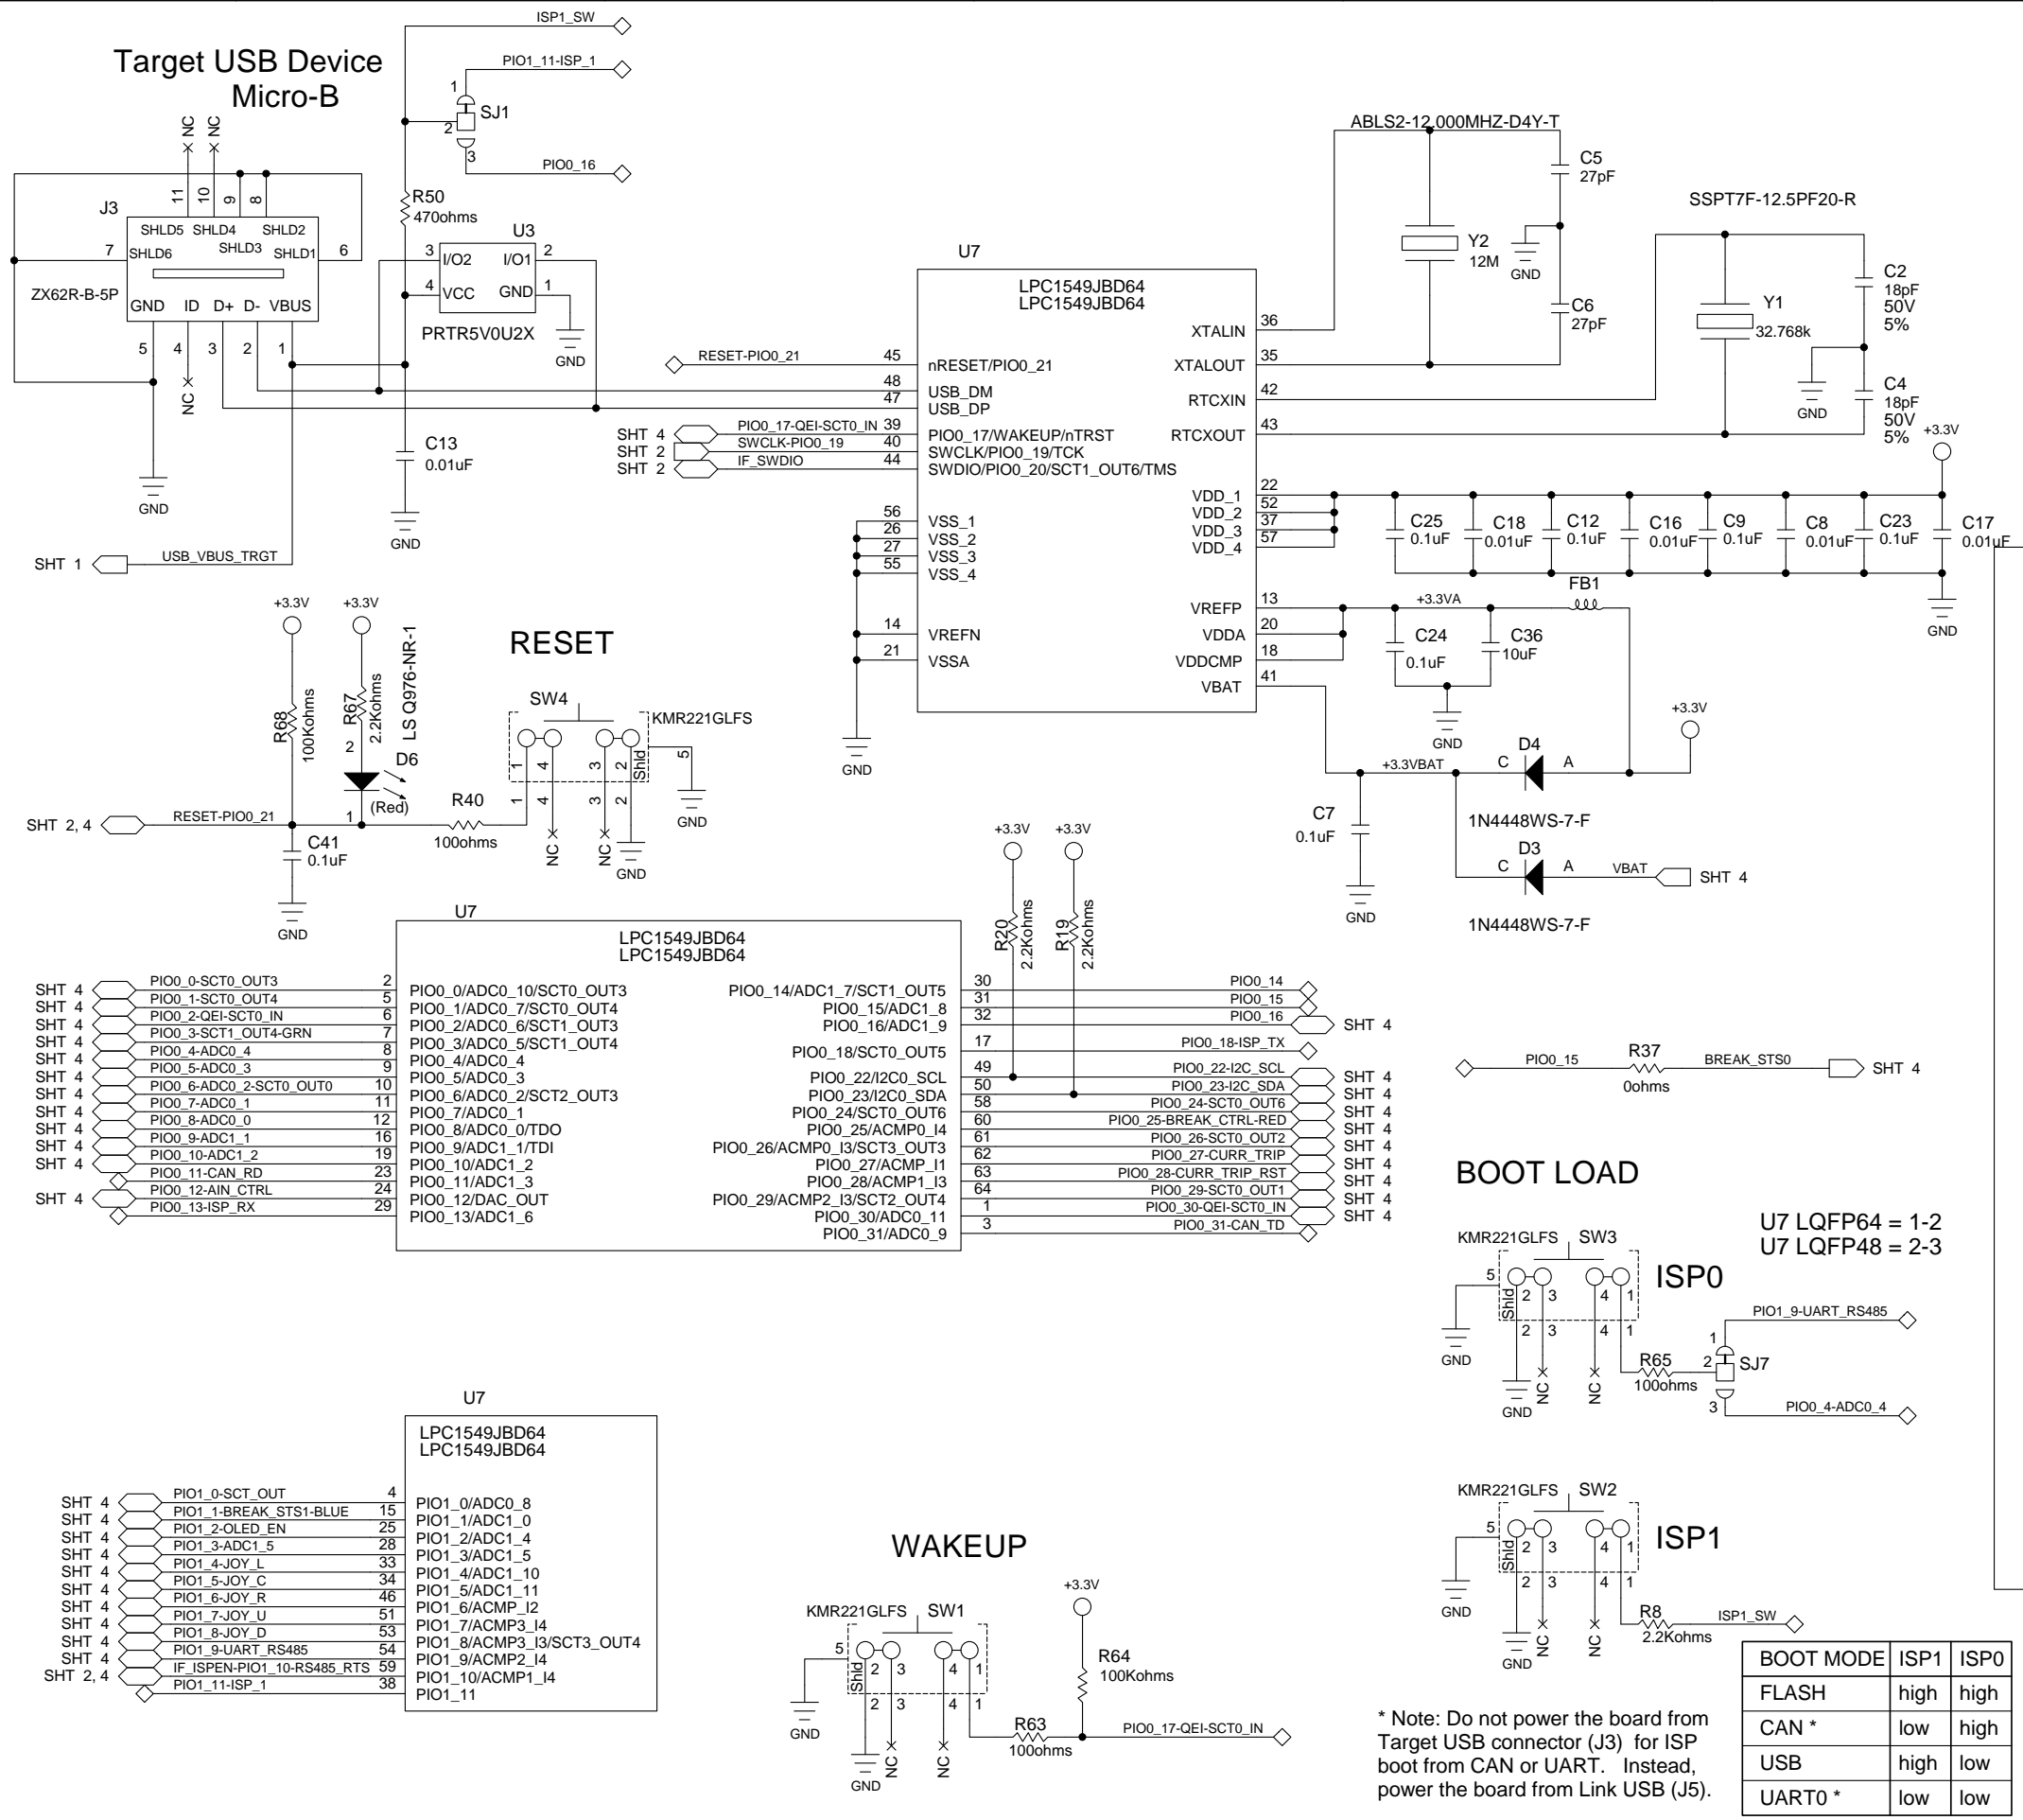 ISP1_SW
Target USB Device
Micro-B
PIO1_11-ISP_1
1
SJ1
2
3
PIO0_16
NC
NC
11
10
9
8
J3
SHLD5
SHLD4
SHLD3
SHLD2
SHLD1
SHLD6
7
6
ZX62R-B-5P
GND ID D+ D- VBUS
5
4
3
2
1
NC
GND
R50
470ohms
U3
3
I/O2
I/O1
2
4
VCC
GND
1
PRTR5V0U2X
GND
C13
0.01uF
GND
SHT 1
USB_VBUS_TRGT
U7
LPC1549JBD64
LPC1549JBD64
RESET-PIO0_21
45
nRESET/PIO0_21
48
USB_DM
47
USB_DP
SHT 4
PIO0_17-QEI-SCT0_IN
39
PIO0_17/WAKEUP/nTRST
SHT 2
SWCLK-PIO0_19
40
SWCLK/PIO0_19/TCK
SHT 2
IF_SWDIO
44
SWDIO/PIO0_20/SCT1_OUT6/TMS
56
VSS_1
26
VSS_2
27
VSS_3
55
VSS_4
14
VREFN
21
VSSA
GND
XTALIN
36
XTALOUT
35
RTCXIN
42
RTCXOUT
43
VDD_1
22
VDD_2
52
VDD_3
37
VDD_4
57
VREFP
13
VDDA
20
VDDCMP
18
VBAT
41
ABLS2-12.000MHZ-D4Y-T
C5
27pF
Y2
12M
GND
C6
27pF
SSPT7F-12.5PF20-R
C2
18pF
50V
5%
Y1
32.768k
GND
C4
18pF
50V
5%
+3.3V
C25
0.1uF
C18
0.01uF
C12
0.1uF
C16
0.01uF
C9
0.1uF
C8
0.01uF
C23
0.1uF
C17
0.01uF
GND
FB1
+3.3VA
C24
0.1uF
C36
10uF
GND
+3.3V
+3.3VBAT
D4
C
A
1N4448WS-7-F
C7
0.1uF
GND
D3
C
A
VBAT
SHT 4
1N4448WS-7-F
+3.3V
+3.3V
R68
100Kohms
R67
2.2Kohms
LS Q976-NR-1
2
D6
(Red)
1
RESET
SW4
KMR221GLFS
1
4
3
2
Shld
5
1
4
3
2
NC
NC
GND
GND
R40
100ohms
SHT 2, 4
RESET-PIO0_21
C41
0.1uF
GND
U7
LPC1549JBD64
LPC1549JBD64
SHT 4
PIO0_0-SCT0_OUT3
2
PIO0_0/ADC0_10/SCT0_OUT3
SHT 4
PIO0_1-SCT0_OUT4
5
PIO0_1/ADC0_7/SCT0_OUT4
SHT 4
PIO0_2-QEI-SCT0_IN
6
PIO0_2/ADC0_6/SCT1_OUT3
SHT 4
PIO0_3-SCT1_OUT4-GRN
7
PIO0_3/ADC0_5/SCT1_OUT4
SHT 4
PIO0_4-ADC0_4
8
PIO0_4/ADC0_4
SHT 4
PIO0_5-ADC0_3
9
PIO0_5/ADC0_3
SHT 4
PIO0_6-ADC0_2-SCT0_OUT0
10
PIO0_6/ADC0_2/SCT2_OUT3
SHT 4
PIO0_7-ADC0_1
11
PIO0_7/ADC0_1
SHT 4
PIO0_8-ADC0_0
12
PIO0_8/ADC0_0/TDO
SHT 4
PIO0_9-ADC1_1
16
PIO0_9/ADC1_1/TDI
SHT 4
PIO0_10-ADC1_2
19
PIO0_10/ADC1_2
PIO0_11-CAN_RD
23
PIO0_11/ADC1_3
SHT 4
PIO0_12-AIN_CTRL
24
PIO0_12/DAC_OUT
PIO0_13-ISP_RX
29
PIO0_13/ADC1_6
+3.3V
+3.3V
R20
2.2Kohms
R19
2.2Kohms
PIO0_14/ADC1_7/SCT1_OUT5
30
PIO0_14
PIO0_15/ADC1_8
31
PIO0_15
PIO0_16/ADC1_9
32
PIO0_16
SHT 4
PIO0_18/SCT0_OUT5
17
PIO0_18-ISP_TX
PIO0_22/I2C0_SCL
49
PIO0_22-I2C_SCL
SHT 4
PIO0_23/I2C0_SDA
50
PIO0_23-I2C_SDA
SHT 4
PIO0_24/SCT0_OUT6
58
PIO0_24-SCT0_OUT6
SHT 4
PIO0_25/ACMP0_I4
60
PIO0_25-BREAK_CTRL-RED
SHT 4
PIO0_26/ACMP0_I3/SCT3_OUT3
61
PIO0_26-SCT0_OUT2
SHT 4
PIO0_27/ACMP_I1
62
PIO0_27-CURR_TRIP
SHT 4
PIO0_28/ACMP1_I3
63
PIO0_28-CURR_TRIP_RST
SHT 4
PIO0_29/ACMP2_I3/SCT2_OUT4
64
PIO0_29-SCT0_OUT1
SHT 4
PIO0_30/ADC0_11
1
PIO0_30-QEI-SCT0_IN
SHT 4
PIO0_31/ADC0_9
3
PIO0_31-CAN_TD
PIO0_15
R37
0ohms
BREAK_STS0
SHT 4
BOOT LOAD
U7 LQFP64 = 1-2
U7 LQFP48 = 2-3
KMR221GLFS
SW3
ISP0
5
Shld
2
3
4
1
2
3
4
1
GND
GND
NC
NC
R65
100ohms
PIO1_9-UART_RS485
1
2
SJ7
3
PIO0_4-ADC0_4
KMR221GLFS
SW2
ISP1
5
Shld
2
3
4
1
2
3
4
1
GND
GND
NC
NC
R8
2.2Kohms
ISP1_SW
U7
LPC1549JBD64
LPC1549JBD64
SHT 4
PIO1_0-SCT_OUT
4
PIO1_0/ADC0_8
SHT 4
PIO1_1-BREAK_STS1-BLUE
15
PIO1_1/ADC1_0
SHT 4
PIO1_2-OLED_EN
25
PIO1_2/ADC1_4
SHT 4
PIO1_3-ADC1_5
28
PIO1_3/ADC1_5
SHT 4
PIO1_4-JOY_L
33
PIO1_4/ADC1_10
SHT 4
PIO1_5-JOY_C
34
PIO1_5/ADC1_11
SHT 4
PIO1_6-JOY_R
46
PIO1_6/ACMP_I2
SHT 4
PIO1_7-JOY_U
51
PIO1_7/ACMP3_I4
SHT 4
PIO1_8-JOY_D
53
PIO1_8/ACMP3_I3/SCT3_OUT4
SHT 4
PIO1_9-UART_RS485
54
PIO1_9/ACMP2_I4
SHT 2, 4
IF_ISPEN-PIO1_10-RS485_RTS
59
PIO1_10/ACMP1_I4
PIO1_11-ISP_1
38
PIO1_11
WAKEUP
KMR221GLFS
SW1
5
Shld
2
3
4
1
2
3
4
1
GND
GND
NC
NC
+3.3V
R64
100Kohms
R63
100ohms
PIO0_17-QEI-SCT0_IN
* Note: Do not power the board from
Target USB connector (J3) for ISP
boot from CAN or UART. Instead,
power the board from Link USB (J5).
BOOT MODE ISP1 ISP0
FLASH high high
CAN * low high
USB high low
UART0 * low low